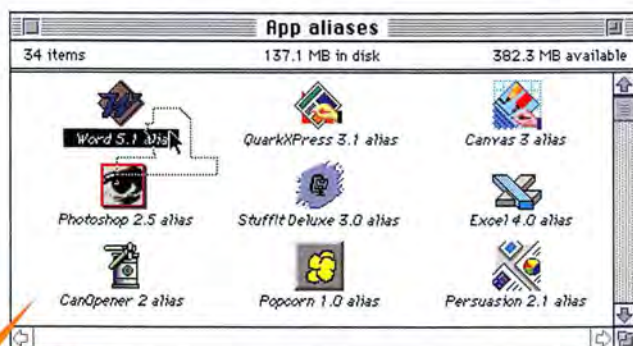 App aliases
34 items 137.1 MB in disk 382.3 MB available
Word 5.1 alias QuarkXPress 3.1 alias Canvas 3 alias
Photoshop 2.5 alias StuffIt Deluxe 3.0 alias Excel 4.0 alias
CanOpener 2 alias Popcorn 1.0 alias Persuasion 2.1 alias